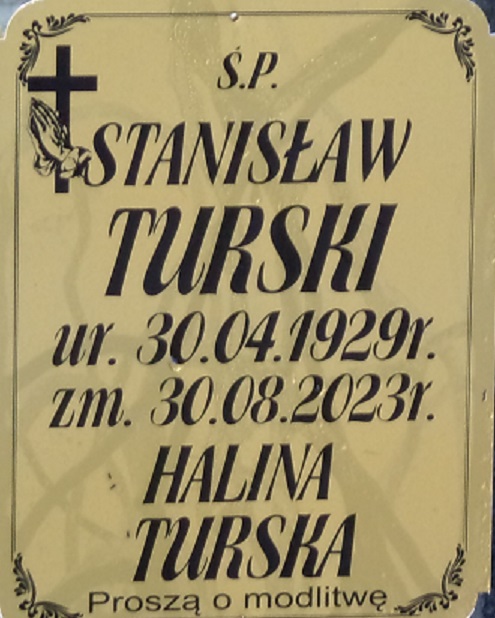 Ś.P.
STANISŁAW
TURSKI
ur. 30.04.1929r.
zm. 30.08.2023r.
HALINA
TURSKA
Proszą o modlitwę